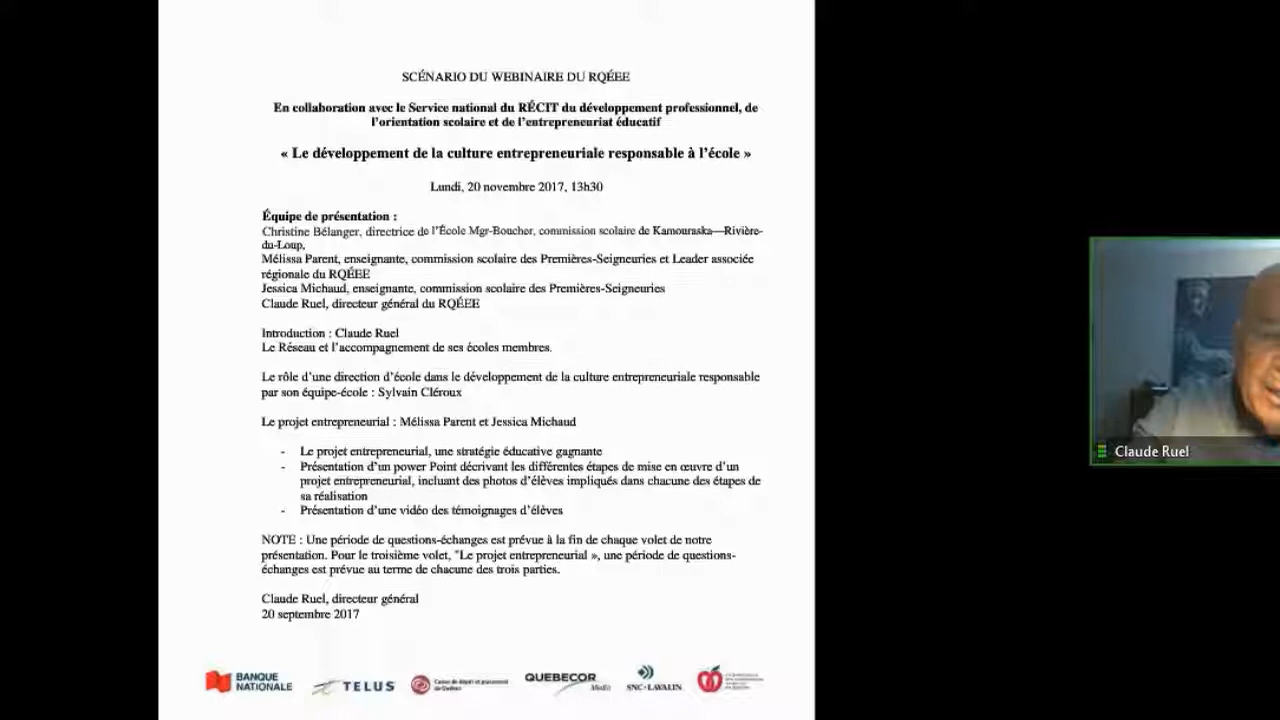 SCÉNARIO DU WEBINAIRE DU RQÉEE
En collaboration avec le Service national du RÉCIT du développement professionnel, de
l'orientation scolaire et de l'entrepreneuriat éducatif
« Le développement de la culture entrepreneuriale responsable à l'école »
Lundi, 20 novembre 2017, 13h30
Équipe de présentation :
Christine Bélanger, directrice de l'École Mgr-Boucher, commission scolaire de Kamouraska—Rivière-
du-Loup,
Mélissa Parent, enseignante, commission scolaire des Premières-Seigneuries et Leader associée
régionale du RQÉEE
Jessica Michaud, enseignante, commission scolaire des Premières-Seigneuries
Claude Ruel, directeur général du RQÉEE
Introduction : Claude Ruel
Le Réseau et l'accompagnement de ses écoles membres.
Le rôle d'une direction d'école dans le développement de la culture entrepreneuriale responsable
par son équipe-école : Sylvain Cléroux
Le projet entrepreneurial : Mélissa Parent et Jessica Michaud
- Le projet entrepreneurial, une stratégie éducative gagnante
- Présentation d'un power Point décrivant les différentes étapes de mise en œuvre d'un
projet entrepreneurial, incluant des photos d'élèves impliqués dans chacune des étapes de
sa réalisation
- Présentation d'une vidéo des témoignages d'élèves
NOTE : Une période de questions-échanges est prévue à la fin de chaque volet de notre
présentation. Pour le troisième volet, "Le projet entrepreneurial », une période de questions-
échanges est prévue au terme de chacune des trois parties.
Claude Ruel, directeur général
20 septembre 2017
BANQUE
NATIONALE
TELUS
Caisse de dépôt et placement
du Québec
QUEBECOR
Media
SNC·LAVALIN
Claude Ruel